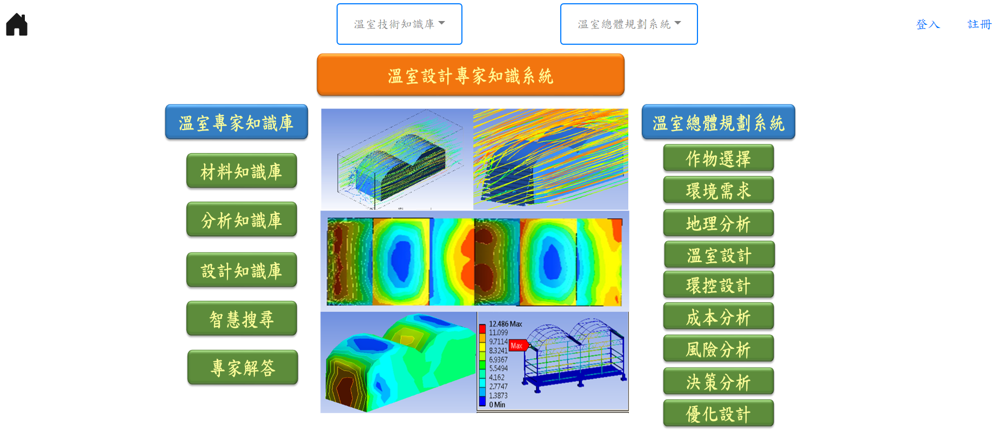 溫室技術知識庫
溫室總體規劃系統
登入
註冊
溫室設計專家知識系統
溫室專家知識庫
材料知識庫
分析知識庫
設計知識庫
智慧搜尋
專家解答
12.486 Max
11.099
9.7114
8.3241
6.9367
5.5494
4.162
2.7747
1.3873
0 Min
Max
溫室總體規劃系統
作物選擇
環境需求
地理分析
溫室設計
環控設計
成本分析
風險分析
決策分析
優化設計